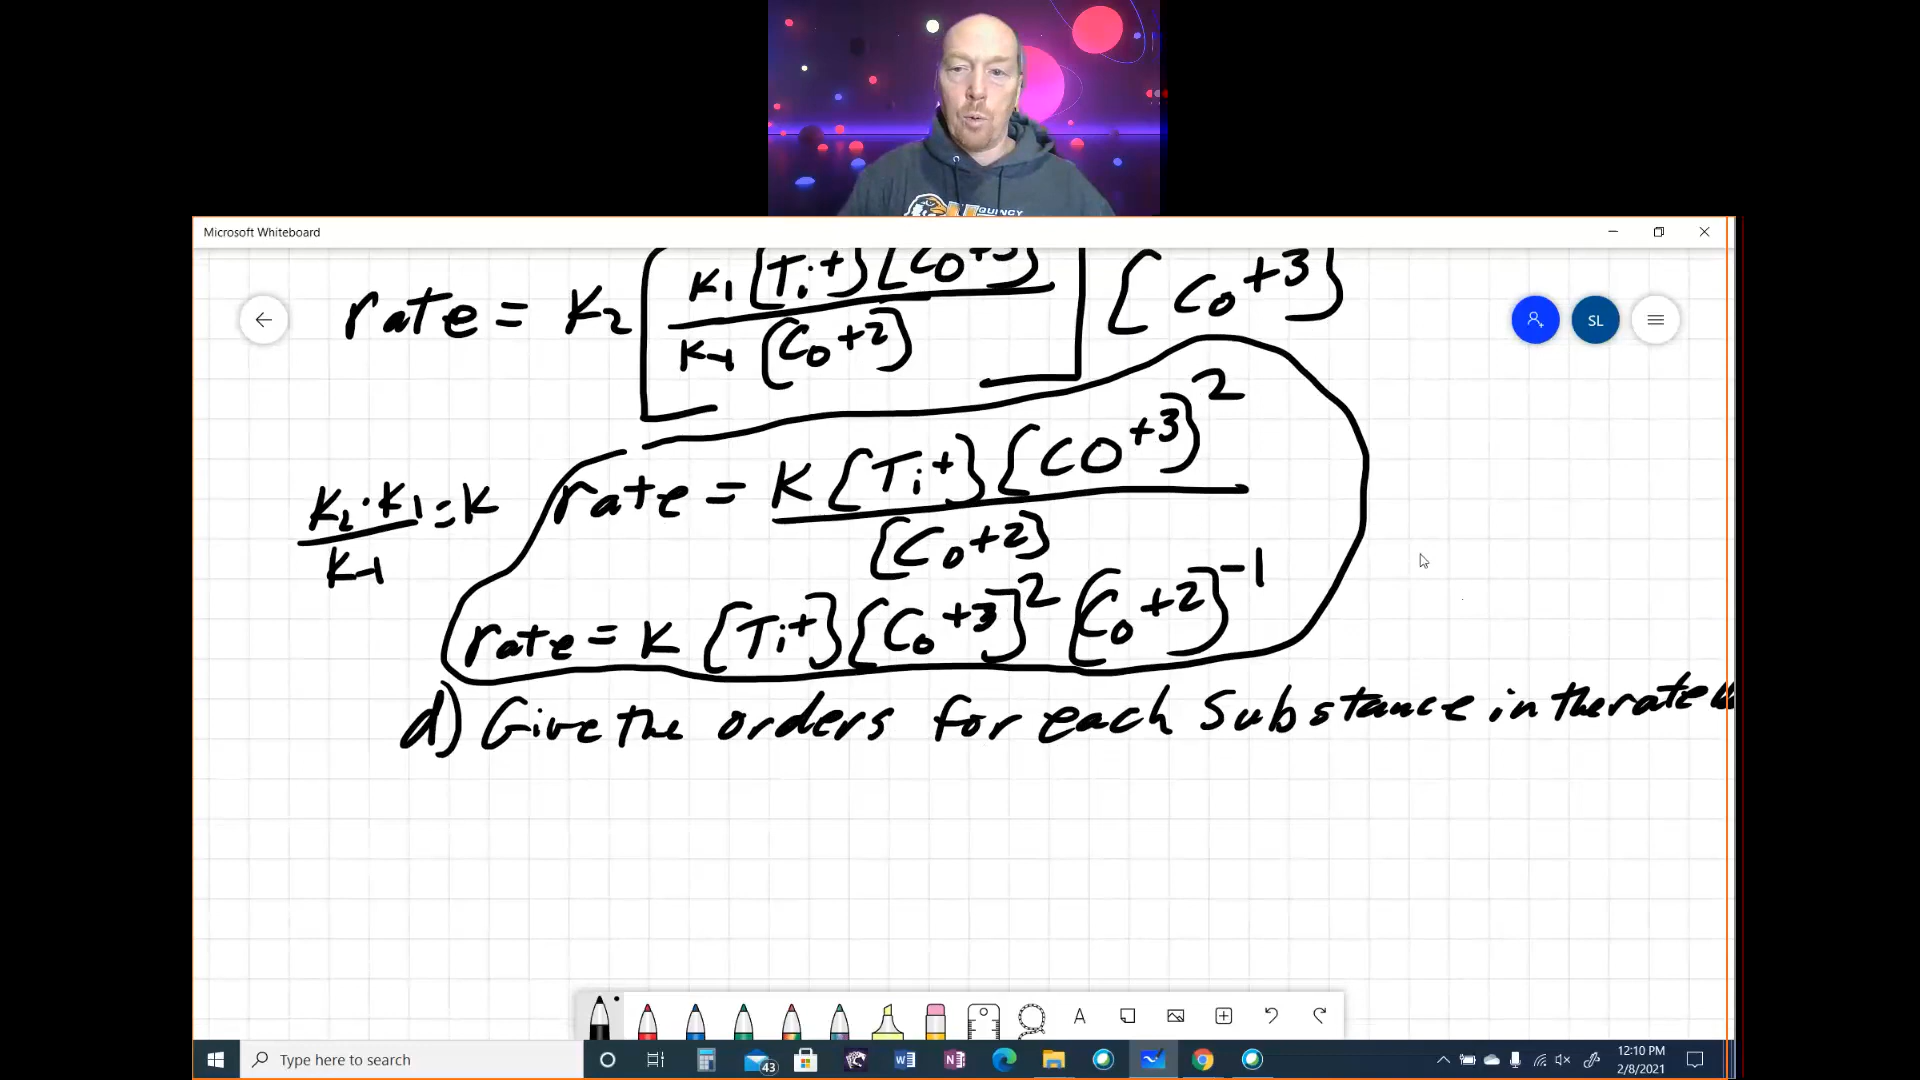 QUINCY
Microsoft Whiteboard
rate = K2 [K1 [Ti+] [Co+3] / K-1 [Co+2]] [Co+3]
SL
K2 · K1 / K-1 = K
rate = K [Ti+] [CO+3]2 / [Co+2]
rate = K [Ti+] [Co+3]2 [Co+2]-1
d) Give the orders for each Substance in the rate
A
Type here to search
43
12:10 PM
2/8/2021